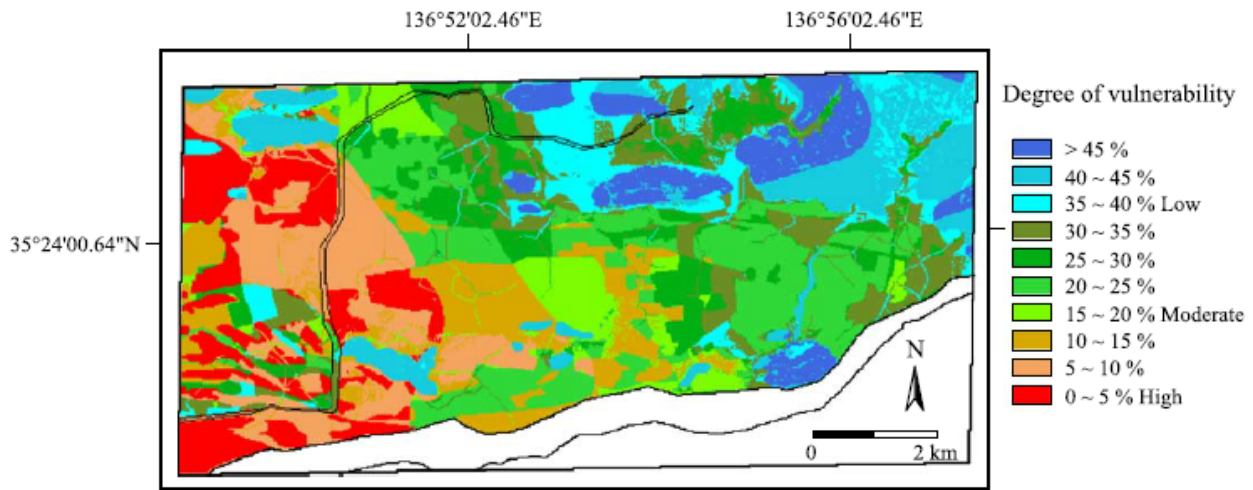 136°52'02.46"E
136°56'02.46"E
35°24'00.64"N
Degree of vulnerability
> 45 %
40 ~ 45 %
35 ~ 40 % Low
30 ~ 35 %
25 ~ 30 %
20 ~ 25 %
15 ~ 20 % Moderate
10 ~ 15 %
5 ~ 10 %
0 ~ 5 % High
N
0 2 km